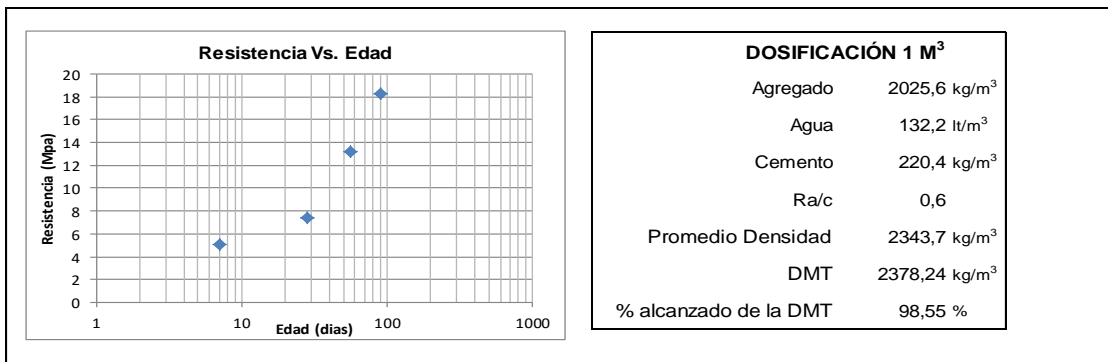 Resistencia Vs. Edad
20
18
16
14
12
10
8
6
4
2
0
Resistencia (Mpa)
1 10 100 1000
Edad (dias)
DOSIFICACIÓN 1 M³
Agregado 2025,6 kg/m³
Agua 132,2 lt/m³
Cemento 220,4 kg/m³
Ra/c 0,6
Promedio Densidad 2343,7 kg/m³
DMT 2378,24 kg/m³
% alcanzado de la DMT 98,55 %